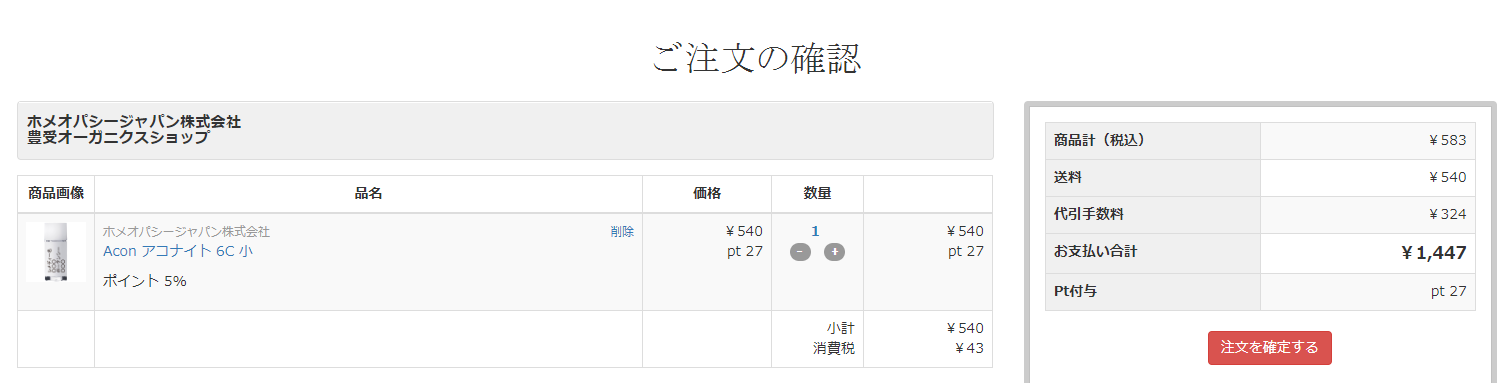 ご注文の確認
ホメオパシージャパン株式会社
豊受オーガニクスショップ
商品画像 品名 価格 数量
ホメオパシージャパン株式会社 削除 ￥540 1 ￥540
Acon アコナイト 6C 小 pt 27 - + pt 27
ポイント 5%
小計 ￥540
消費税 ￥43
商品計（税込） ￥583
送料 ￥540
代引手数料 ￥324
お支払い合計 ￥1,447
Pt付与 pt 27
注文を確定する